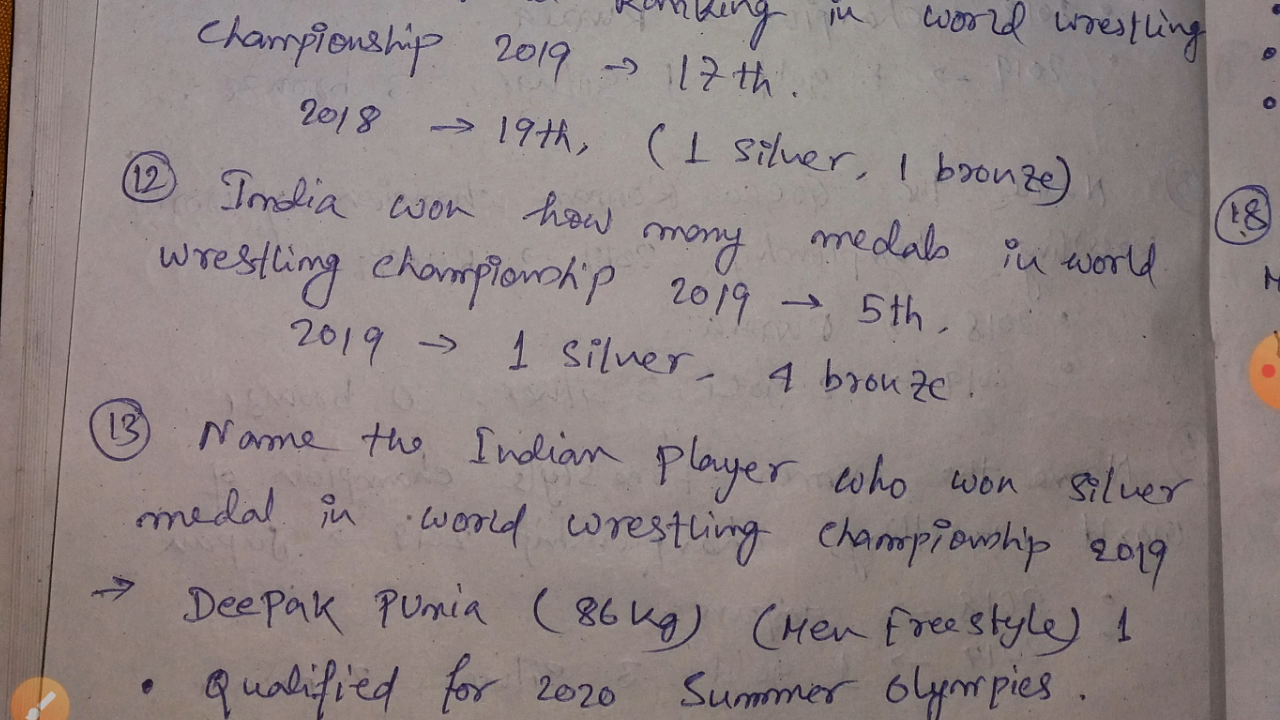 Ranking in world wrestling
championship 2019 → 17th.
2018 → 19th, (1 silver, 1 bronze)
12 India won how many medals in world
wrestling championship 2019 → 5th.
2019 → 1 silver, 4 bronze.
13 Name the Indian player who won silver
medal in world wrestling championship 2019
→ Deepak Punia (86 kg) (Men Freestyle) 1
• Qualified for 2020 Summer Olympics.
18